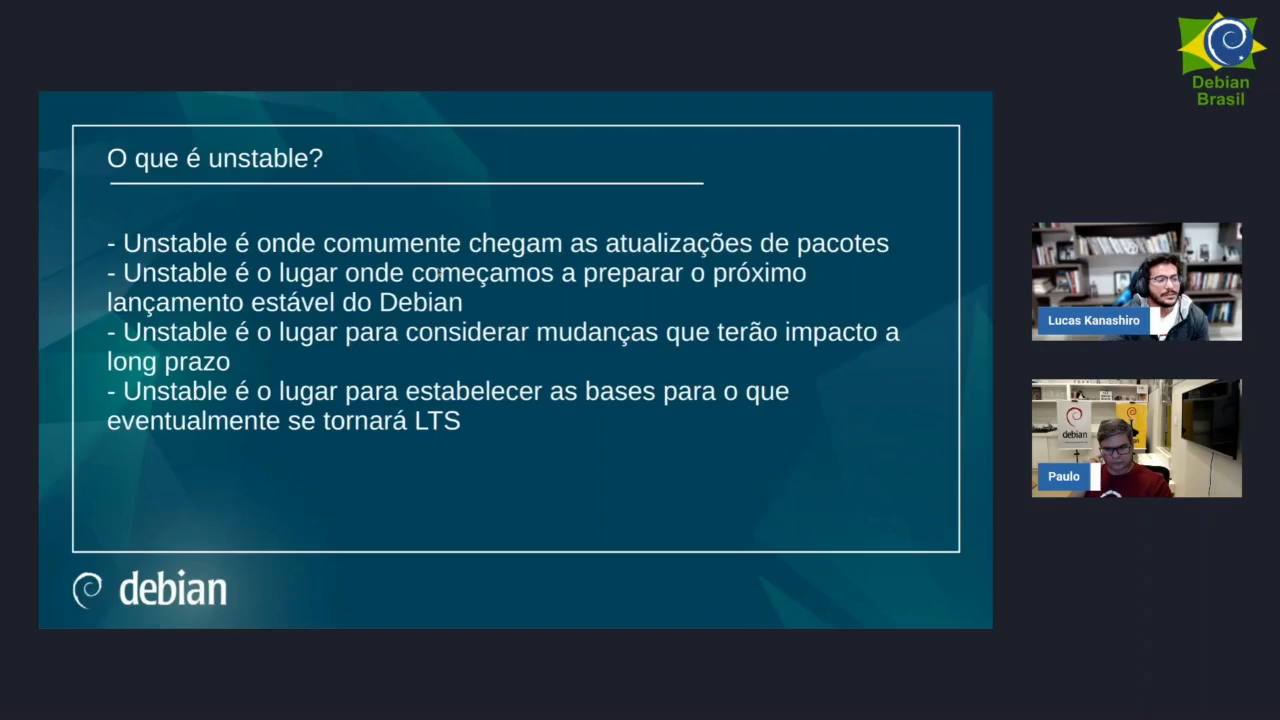 Debian
Brasil
O que é unstable?
- Unstable é onde comumente chegam as atualizações de pacotes
- Unstable é o lugar onde começamos a preparar o próximo
lançamento estável do Debian
- Unstable é o lugar para considerar mudanças que terão impacto a
long prazo
- Unstable é o lugar para estabelecer as bases para o que
eventualmente se tornará LTS
debian
Lucas Kanashiro
debian
Paulo